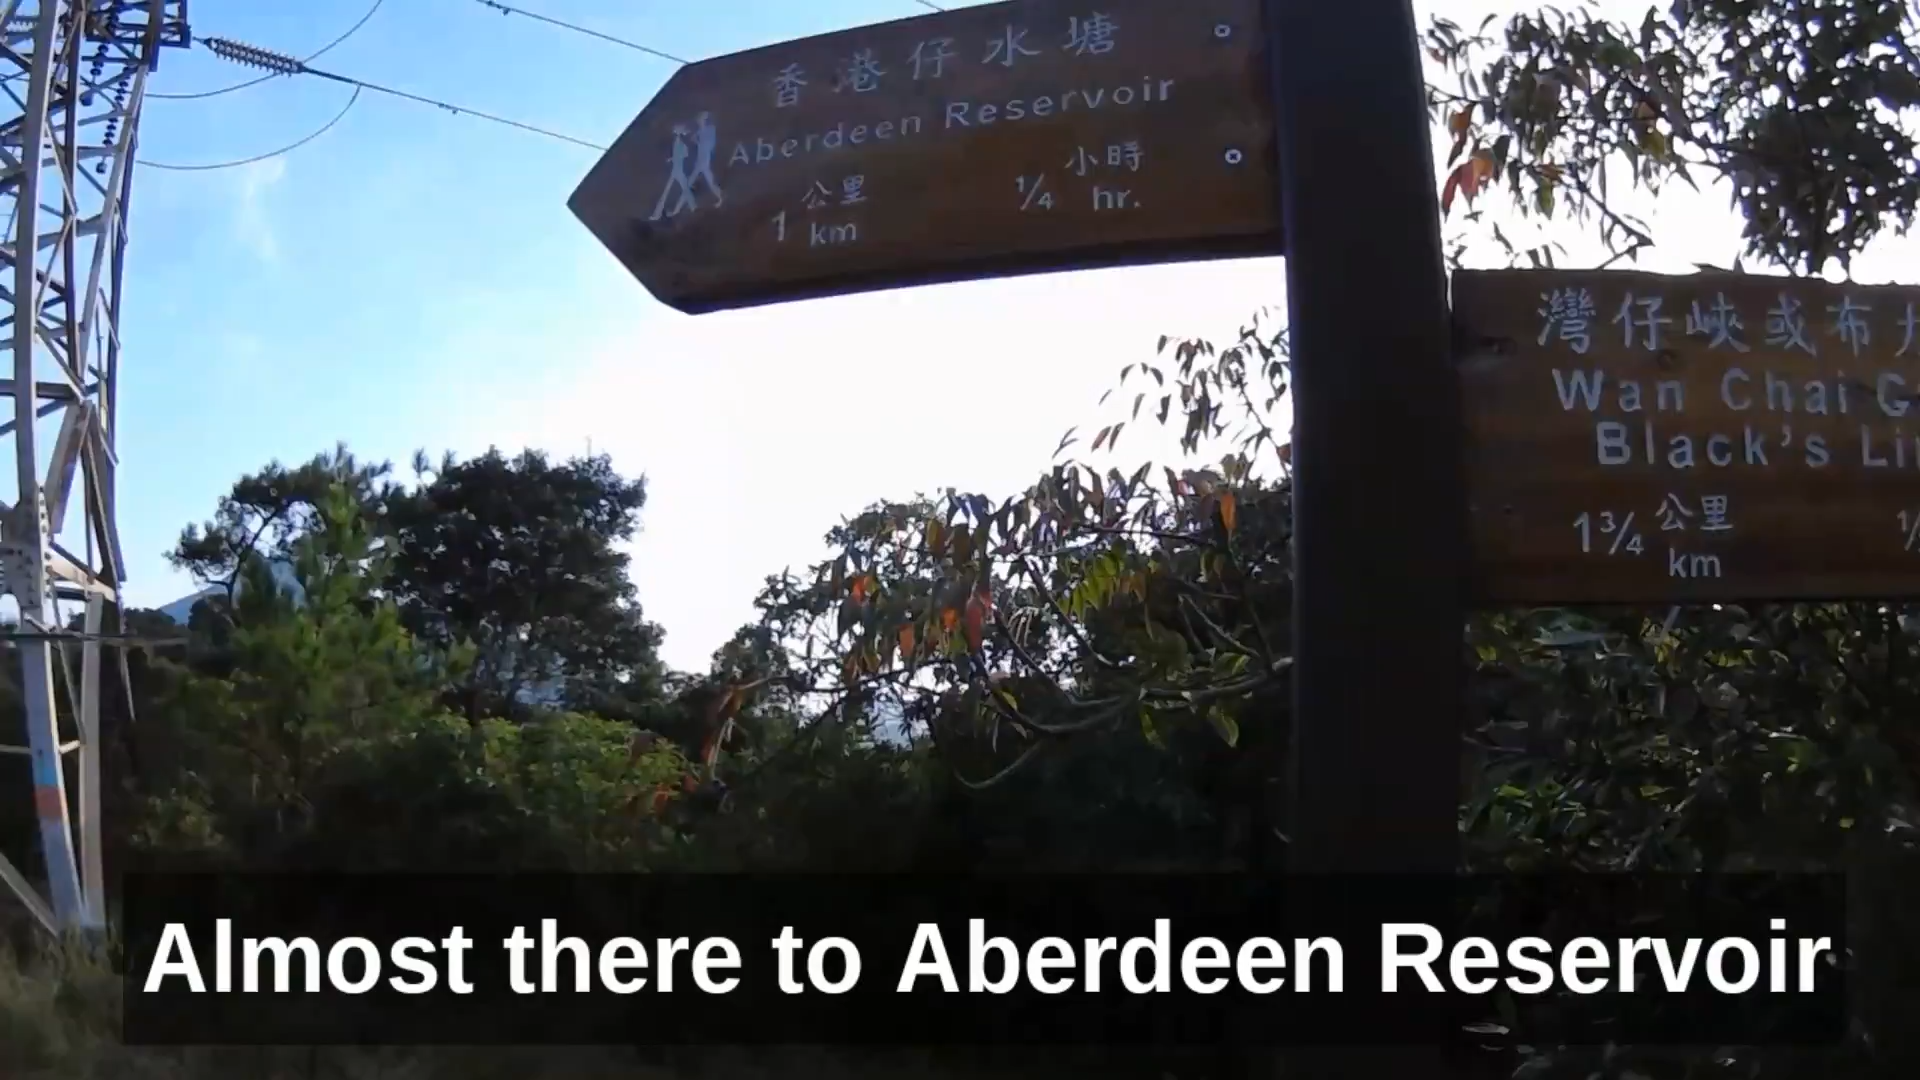 香港仔水塘
Aberdeen Reservoir
公里 小時
1 km ¼ hr.
灣仔峽或布
Wan Chai
Black's
1¾ 公里
km
Almost there to Aberdeen Reservoir